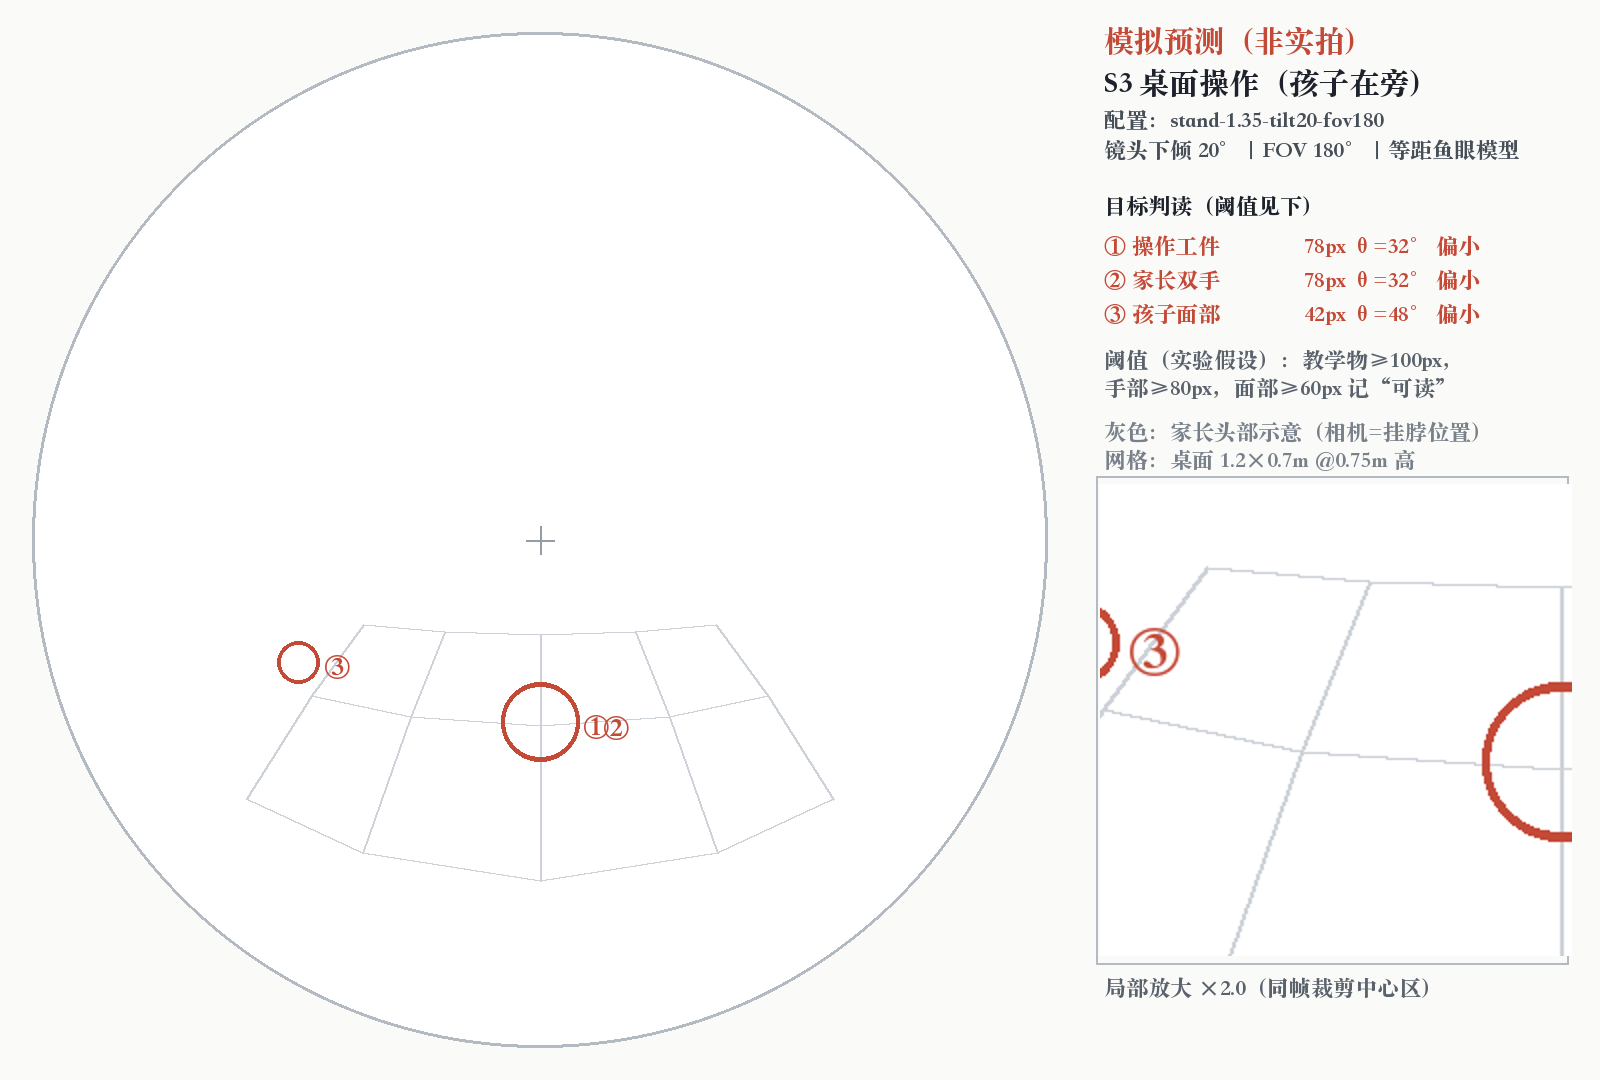 模拟预测（非实拍）
S3 桌面操作（孩子在旁）
配置：stand-1.35-tilt20-fov180
镜头下倾 20° | FOV 180° | 等距鱼眼模型
目标判读（阈值见下）
① 操作工件 78px θ=32° 偏小
② 家长双手 78px θ=32° 偏小
③ 孩子面部 42px θ=48° 偏小
阈值（实验假设）：教学物≥100px，
手部≥80px，面部≥60px 记“可读”
灰色：家长头部示意（相机=挂脖位置）
网格：桌面 1.2×0.7m @0.75m 高
③
①②
③
局部放大 ×2.0（同帧裁剪中心区）